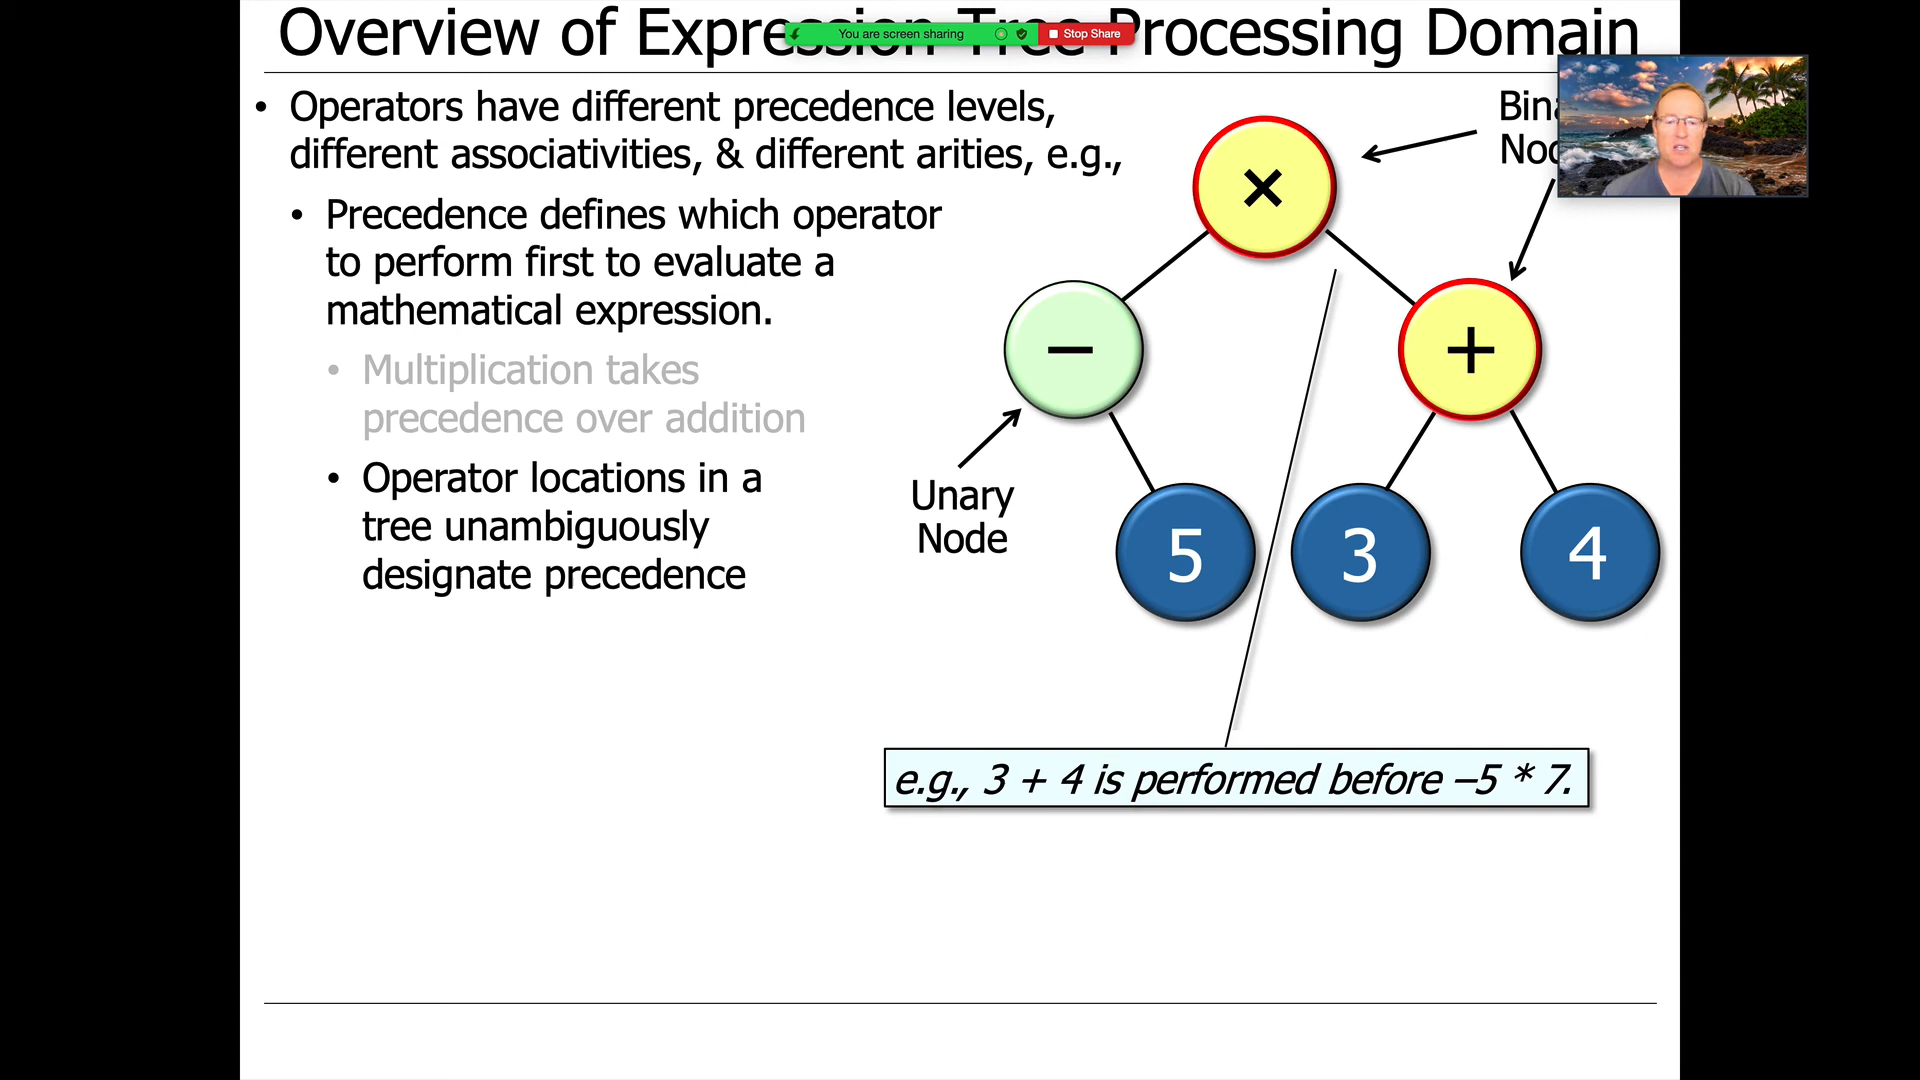 Overview of Expression Tree Processing Domain
You are screen sharing
Stop Share
• Operators have different precedence levels,
different associativities, & different arities, e.g.,
• Precedence defines which operator
to perform first to evaluate a
mathematical expression.
• Multiplication takes
precedence over addition
• Operator locations in a
tree unambiguously
designate precedence
×
−
+
Unary
Node
5
3
4
e.g., 3 + 4 is performed before –5 * 7.